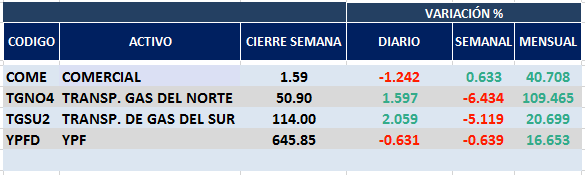 VARIACIÓN %
CODIGO ACTIVO CIERRE SEMANA DIARIO SEMANAL MENSUAL
COME COMERCIAL 1.59 -1.242 0.633 40.708
TGNO4 TRANSP. GAS DEL NORTE 50.90 1.597 -6.434 109.465
TGSU2 TRANSP. DE GAS DEL SUR 114.00 2.059 -5.119 20.699
YPFD YPF 645.85 -0.631 -0.639 16.653